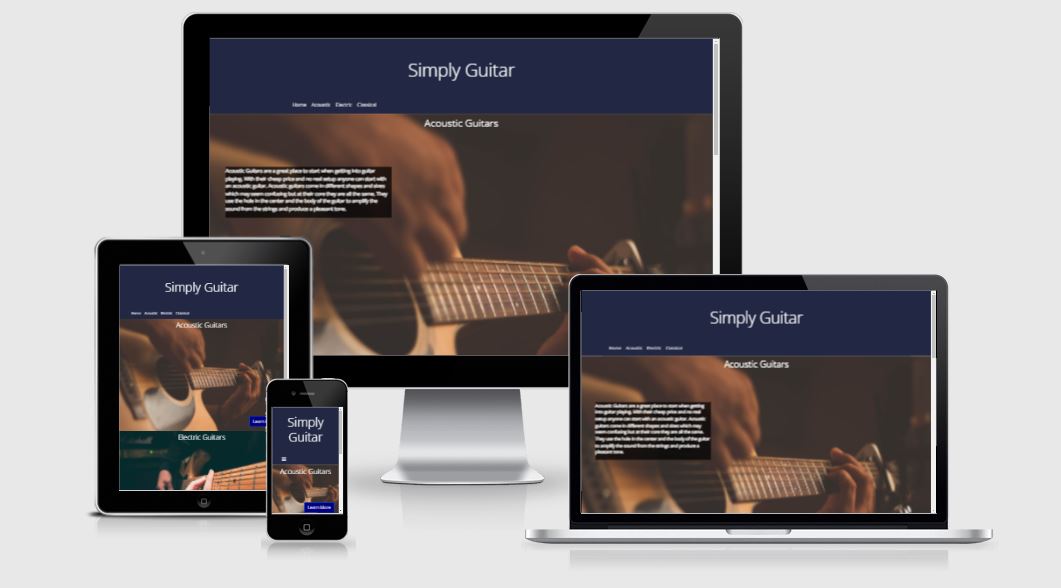 Simply Guitar
Home Acoustic Electric Classical
Acoustic Guitars
Acoustic Guitars are a great place to start when getting into guitar
playing. With their cheap price and no real setup anyone can start with
an acoustic guitar. Acoustic guitars come in different shapes and sizes
which may seem confusing but at their core they are all the same. They
use the hole in the center and the body of the guitar to amplify the
sound from the strings and produce a pleasant tone.
Simply Guitar
Home Acoustic Electric Classical
Acoustic Guitars
Learn
Electric Guitars
Simply
Guitar
Acoustic Guitars
Learn More
Simply Guitar
Home Acoustic Electric Classical
Acoustic Guitars
Acoustic Guitars are a great place to start when getting
into guitar playing. With their cheap price and no real
setup anyone can start with an acoustic guitar. Acoustic
guitars come in different shapes and sizes which may
seem confusing but at their core they are all the same.
They use the hole in the center and the body of the guitar
to amplify the sound from the strings and produce a
pleasant tone.